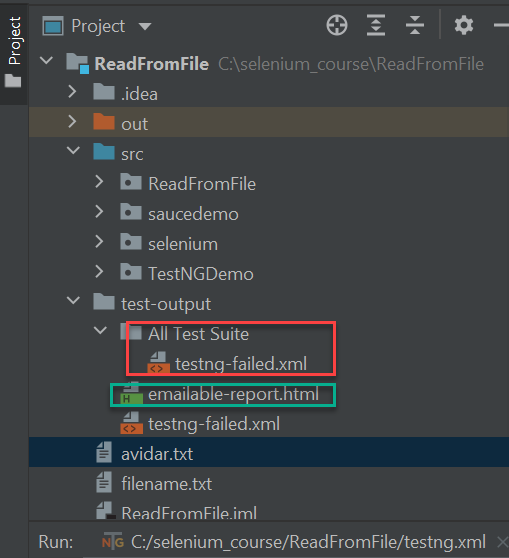 Project
Project
ReadFromFile C:\selenium_course\ReadFromFile
.idea
out
src
ReadFromFile
saucedemo
selenium
TestNGDemo
test-output
All Test Suite
testng-failed.xml
emailable-report.html
testng-failed.xml
avidar.txt
filename.txt
ReadFromFile.iml
Run: NG C:/selenium_course/ReadFromFile/testng.xml